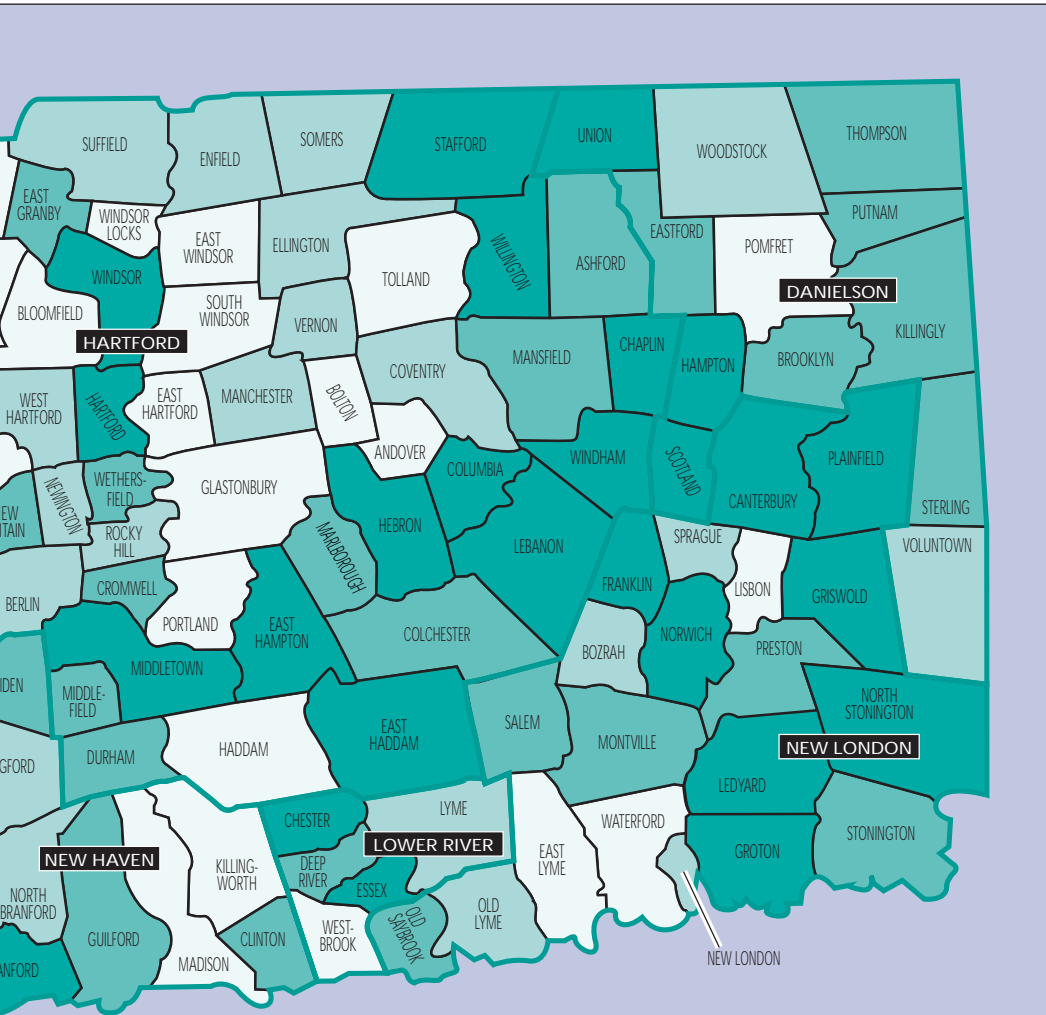 SUFFIELD
ENFIELD
SOMERS
STAFFORD
UNION
WOODSTOCK
THOMPSON
EAST
GRANBY
WINDSOR
LOCKS
EAST
WINDSOR
ELLINGTON
TOLLAND
WILLINGTON
ASHFORD
EASTFORD
POMFRET
PUTNAM
WINDSOR
BLOOMFIELD
SOUTH
WINDSOR
VERNON
DANIELSON
HARTFORD
KILLINGLY
MANSFIELD
CHAPLIN
HAMPTON
BROOKLYN
COVENTRY
WEST
HARTFORD
HARTFORD
EAST
HARTFORD
MANCHESTER
BOLTON
ANDOVER
COLUMBIA
WINDHAM
SCOTLAND
CANTERBURY
PLAINFIELD
STERLING
NEWINGTON
WETHERS-
FIELD
GLASTONBURY
EW
TAIN
ROCKY
HILL
HEBRON
MARLBOROUGH
LEBANON
SPRAGUE
VOLUNTOWN
FRANKLIN
LISBON
GRISWOLD
BERLIN
CROMWELL
PORTLAND
EAST
HAMPTON
COLCHESTER
BOZRAH
NORWICH
PRESTON
MIDDLETOWN
IDEN
MIDDLE-
FIELD
DURHAM
HADDAM
EAST
HADDAM
SALEM
MONTVILLE
NORTH
STONINGTON
NEW LONDON
LEDYARD
GFORD
CHESTER
LYME
WATERFORD
STONINGTON
GROTON
LOWER RIVER
NEW HAVEN
KILLING-
WORTH
DEEP
RIVER
ESSEX
EAST
LYME
NORTH
BRANFORD
GUILFORD
MADISON
CLINTON
WEST-
BROOK
OLD
SAYBROOK
OLD
LYME
NEW LONDON
ANFORD